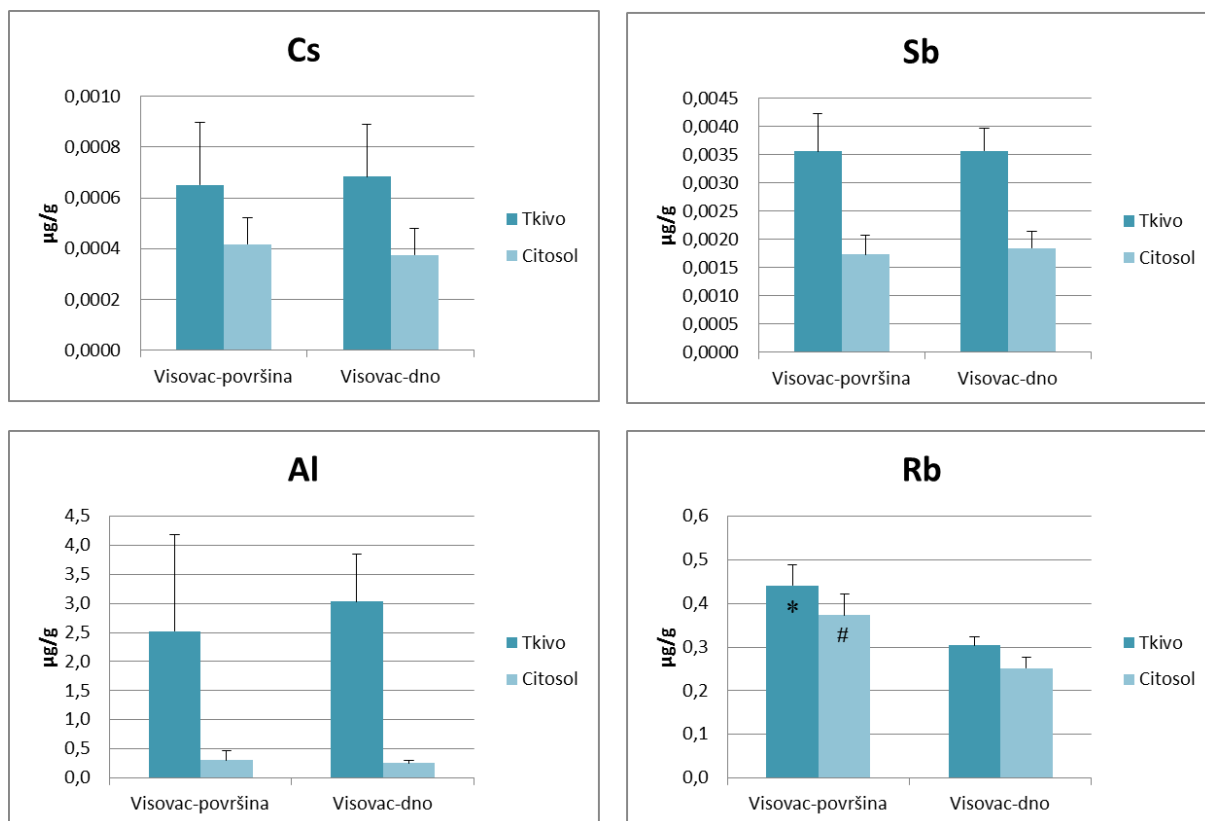 Cs
0,0010
0,0008
0,0006
0,0004
0,0002
0,0000
µg/g
Visovac-površina
Visovac-dno
Tkivo
Citosol
Sb
0,0045
0,0040
0,0035
0,0030
0,0025
0,0020
0,0015
0,0010
0,0005
0,0000
µg/g
Visovac-površina
Visovac-dno
Tkivo
Citosol
Al
4,5
4,0
3,5
3,0
2,5
2,0
1,5
1,0
0,5
0,0
µg/g
Visovac-površina
Visovac-dno
Tkivo
Citosol
Rb
0,6
0,5
0,4
0,3
0,2
0,1
0,0
µg/g
*
#
Visovac-površina
Visovac-dno
Tkivo
Citosol